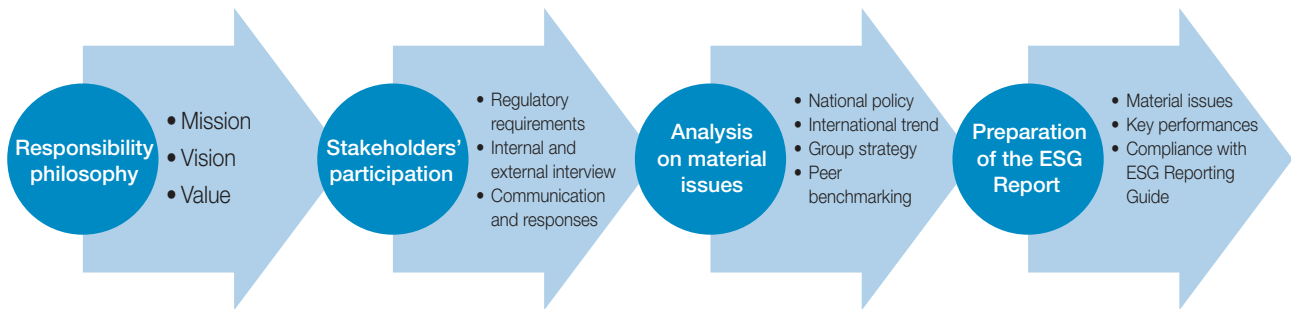 Responsibility
philosophy
• Mission
• Vision
• Value
Stakeholders'
participation
• Regulatory
requirements
• Internal and
external interview
• Communication
and responses
Analysis
on material
issues
• National policy
• International trend
• Group strategy
• Peer
benchmarking
Preparation
of the ESG
Report
• Material issues
• Key performances
• Compliance with
ESG Reporting
Guide